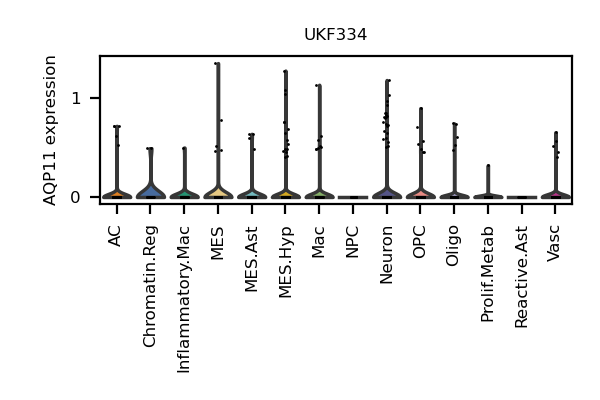 UKF334
AQP11 expression
1
0
AC
Chromatin.Reg
Inflammatory.Mac
MES
MES.Ast
MES.Hyp
Mac
NPC
Neuron
OPC
Oligo
Prolif.Metab
Reactive.Ast
Vasc